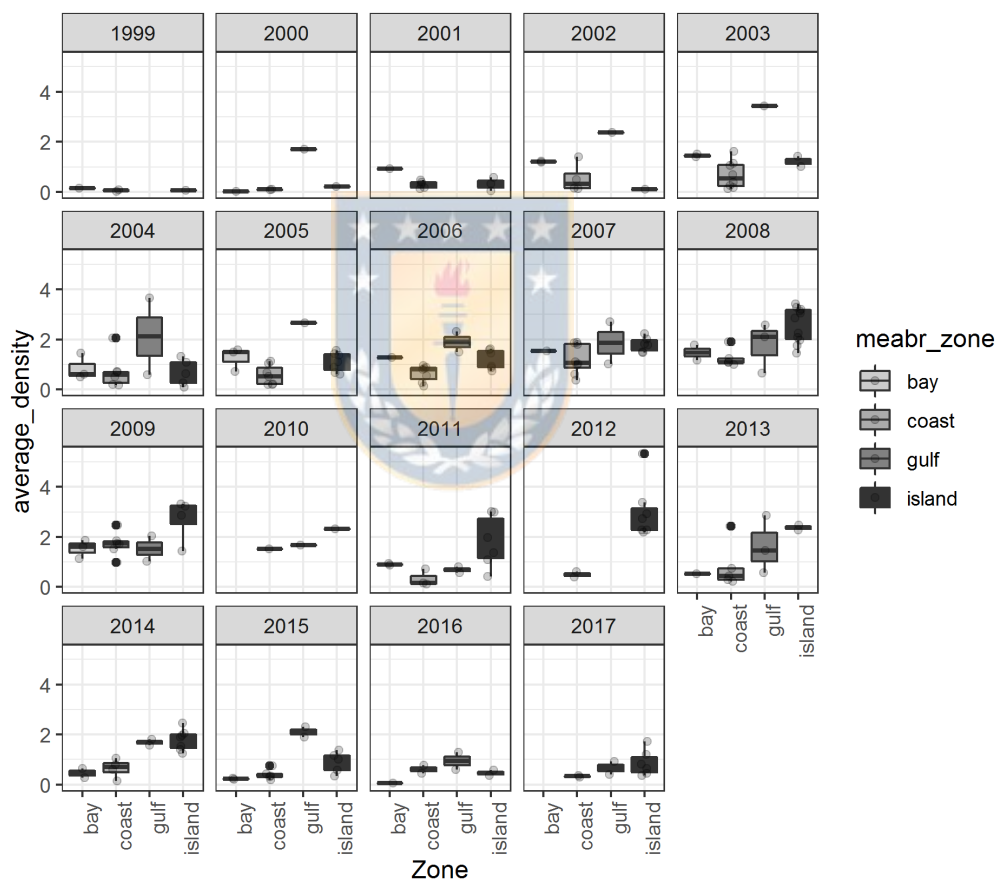 1999 2000 2001 2002 2003
4
2
0
2004 2005 2006 2007 2008
4
2
0
2009 2010 2011 2012 2013
4
2
0
bay coast gulf island
2014 2015 2016 2017
4
2
0
bay coast gulf island bay coast gulf island bay coast gulf island bay coast gulf island
Zone
average_density
meabr_zone
bay
coast
gulf
island